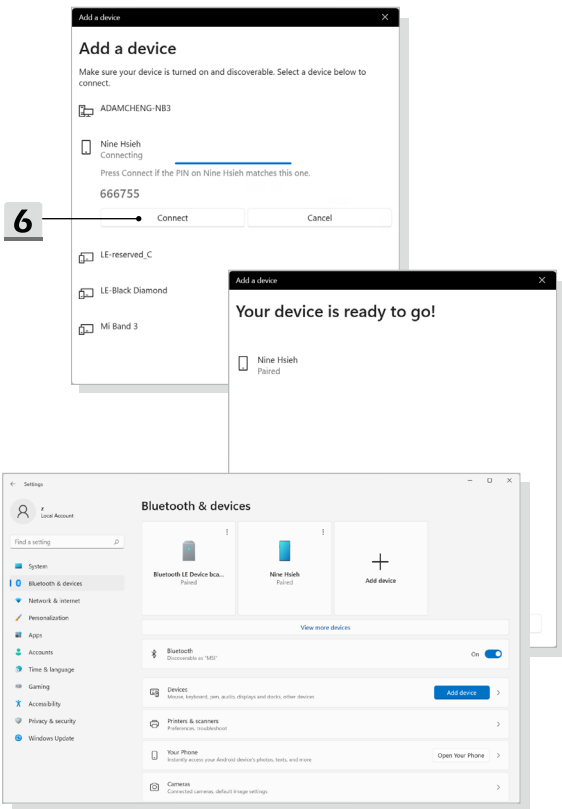 Add a device
Add a device
Make sure your device is turned on and discoverable. Select a device below to
connect.
ADAMCHENG-NB3
Nine Hsieh
Connecting
Press Connect if the PIN on Nine Hsieh matches this one.
666755
6
Connect
Cancel
LE-reserved_C
LE-Black Diamond
Mi Band 3
Add a device
Your device is ready to go!
Nine Hsieh
Paired
Settings
Local Account
Find a setting
System
Bluetooth & devices
Network & internet
Personalization
Apps
Accounts
Time & language
Gaming
Accessibility
Privacy & security
Windows Update
Bluetooth & devices
Bluetooth LE Device bca...
Paired
Nine Hsieh
Paired
Add device
View more devices
Bluetooth
Discoverable as "MSI"
On
Devices
Mouse, keyboard, pen, audio, displays and docks, other devices
Add device
Printers & scanners
Preferences, troubleshoot
Your Phone
Instantly access your Android device's photos, texts, and more
Open Your Phone
Cameras
Connected cameras, default image settings